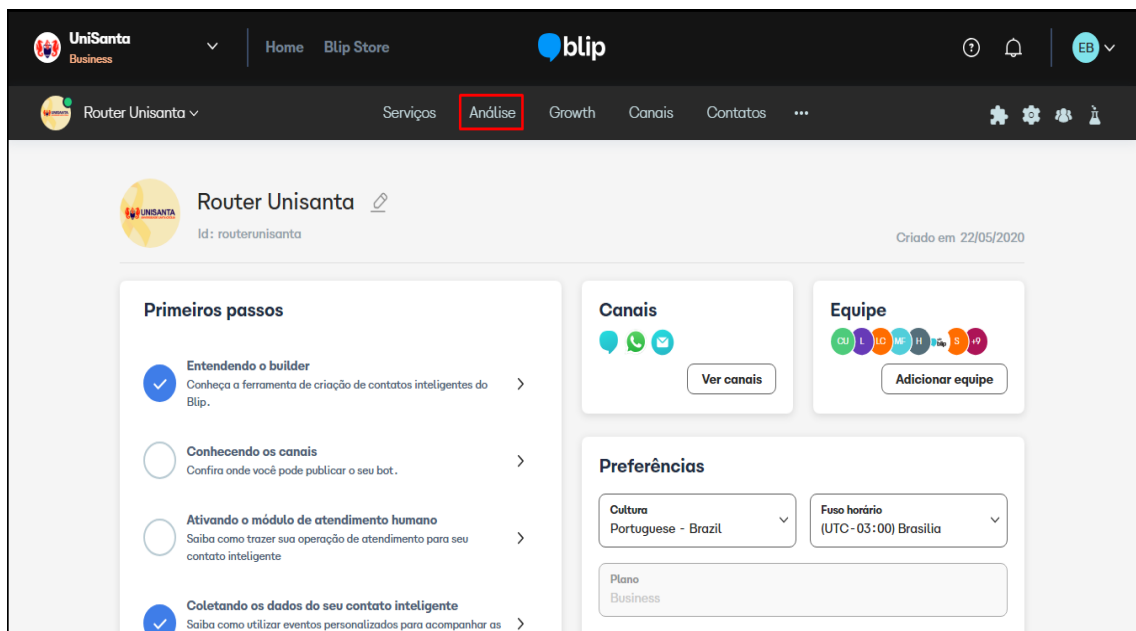 UniSanta
Business
Home Blip Store
blip
EB
Router Unisanta
Serviços Análise Growth Canais Contatos ...
UNISANTA
Router Unisanta
Id: routerunisanta
Criado em 22/05/2020
Primeiros passos
Entendendo o builder
Conheça a ferramenta de criação de contatos inteligentes do
Blip.
Conhecendo os canais
Confira onde você pode publicar o seu bot.
Ativando o módulo de atendimento humano
Saiba como trazer sua operação de atendimento para seu
contato inteligente
Coletando os dados do seu contato inteligente
Saiba como utilizar eventos personalizados para acompanhar as
Canais
Ver canais
Equipe
CU L LC MF H blip S +9
Adicionar equipe
Preferências
Cultura
Portuguese - Brazil
Fuso horário
(UTC-03:00) Brasilia
Plano
Business